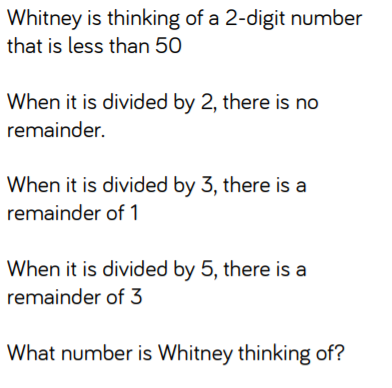 Whitney is thinking of a 2-digit number
that is less than 50
When it is divided by 2, there is no
remainder.
When it is divided by 3, there is a
remainder of 1
When it is divided by 5, there is a
remainder of 3
What number is Whitney thinking of?